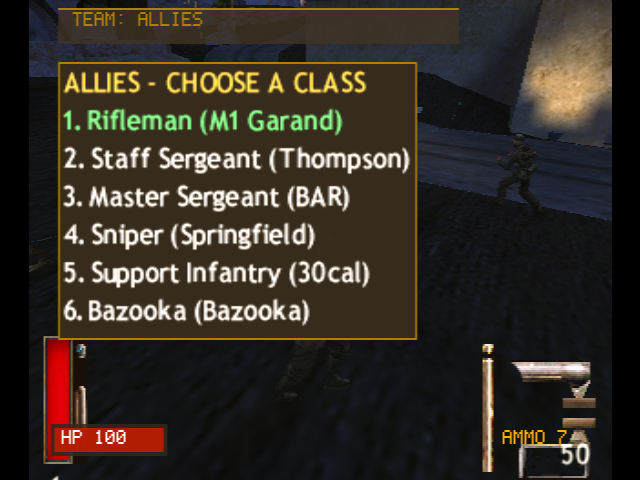 TEAM: ALLIES
ALLIES - CHOOSE A CLASS
1. Rifleman (M1 Garand)
2. Staff Sergeant (Thompson)
3. Master Sergeant (BAR)
4. Sniper (Springfield)
5. Support Infantry (30cal)
6. Bazooka (Bazooka)
HP 100
AMMO 7
50